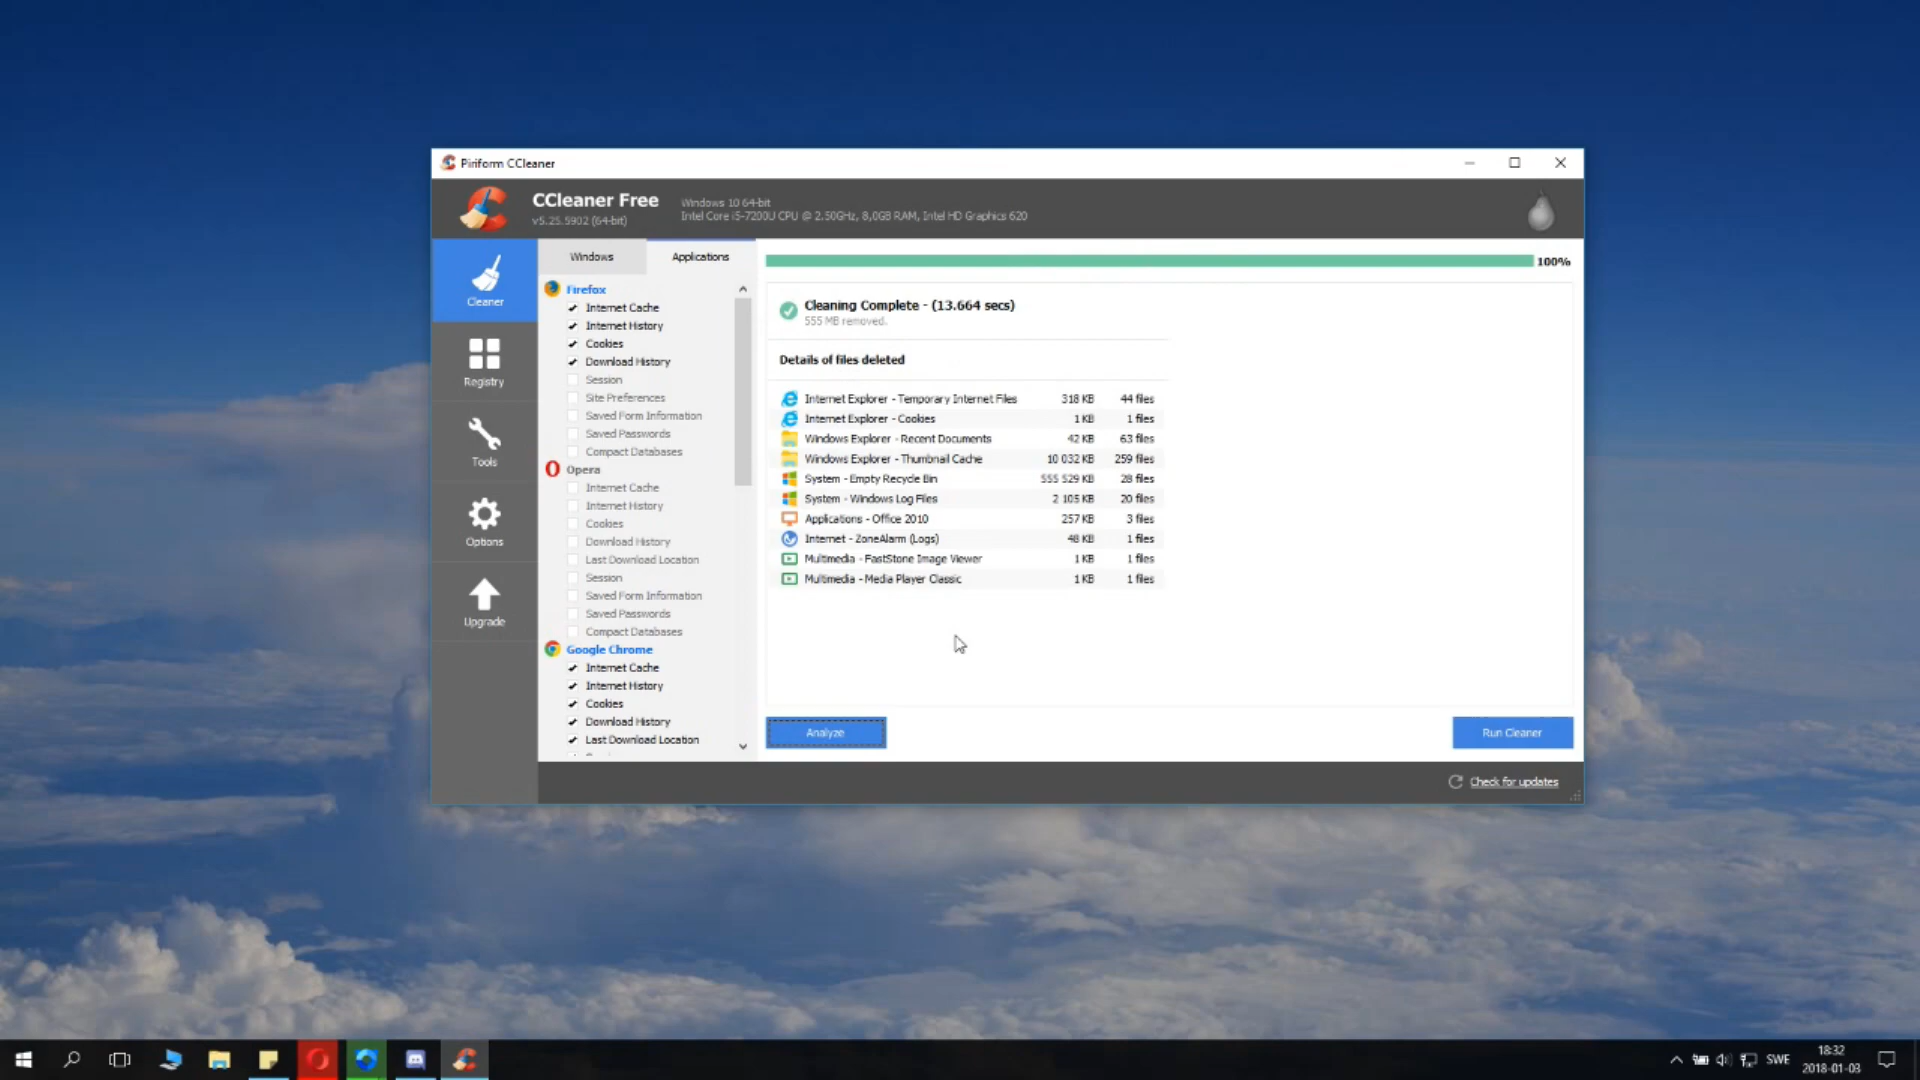 Piriform CCleaner
CCleaner Free
v5.25.5902 (64-bit)
Windows 10 64-bit
Intel Core i5-7200U CPU @ 2.50GHz, 8,0GB RAM, Intel HD Graphics 620
Cleaner
Registry
Tools
Options
Upgrade
Windows
Applications
Firefox
Internet Cache
Internet History
Cookies
Download History
Session
Site Preferences
Saved Form Information
Saved Passwords
Compact Databases
Opera
Internet Cache
Internet History
Cookies
Download History
Last Download Location
Session
Saved Form Information
Saved Passwords
Compact Databases
Google Chrome
Internet Cache
Internet History
Cookies
Download History
Last Download Location
100%
Cleaning Complete - (13.664 secs)
555 MB removed.
Details of files deleted
Internet Explorer - Temporary Internet Files 318 KB 44 files
Internet Explorer - Cookies 1 KB 1 files
Windows Explorer - Recent Documents 42 KB 63 files
Windows Explorer - Thumbnail Cache 10 032 KB 259 files
System - Empty Recycle Bin 555 529 KB 28 files
System - Windows Log Files 2 105 KB 20 files
Applications - Office 2010 257 KB 3 files
Internet - ZoneAlarm (Logs) 48 KB 1 files
Multimedia - FastStone Image Viewer 1 KB 1 files
Multimedia - Media Player Classic 1 KB 1 files
Analyze
Run Cleaner
Check for updates
SWE
18:32
2018-01-03